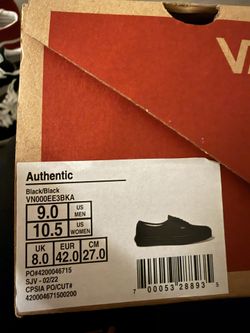 VA
Authentic
Black/Black
VN000EE3BKA
9.0 US MEN
10.5 US WOMEN
UK 8.0 EUR 42.0 CM 27.0
PO#4200046715
SJV - 02/22
CPSIA PO/CUT#
420004671500200
7 00053 28893 5